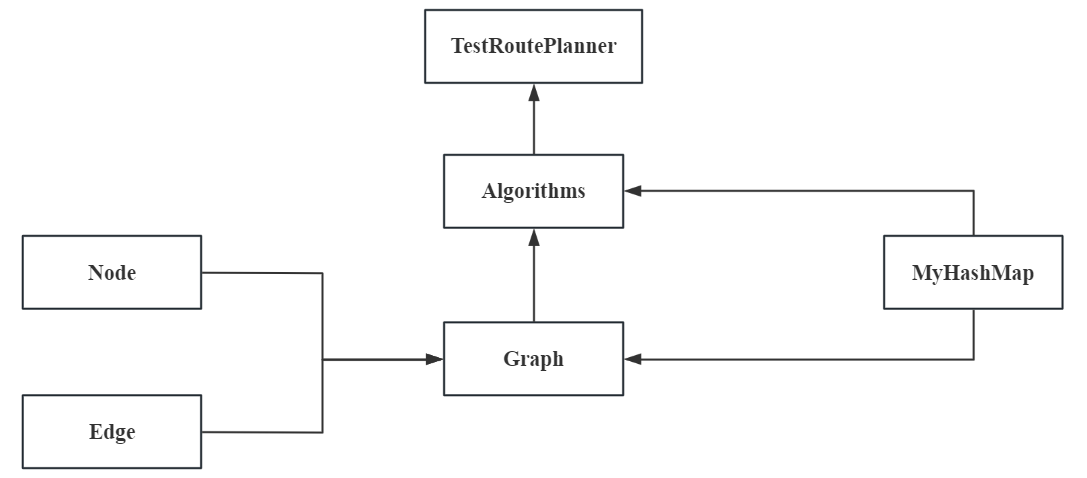 TestRoutePlanner
Algorithms
Node
MyHashMap
Graph
Edge